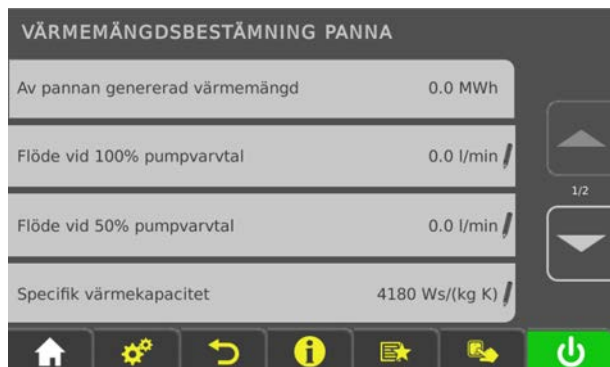 VÄRMEMÄNGDSBESTÄMNING PANNA
Av pannan genererad värmemängd 0.0 MWh
Flöde vid 100% pumpvarvtal 0.0 l/min
1/2
Flöde vid 50% pumpvarvtal 0.0 l/min
Specifik värmekapacitet 4180 Ws/(kg K)